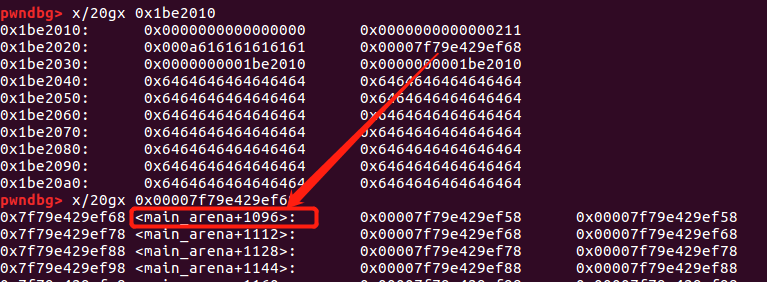 pwndbg> x/20gx 0x1be2010
0x1be2010: 0x0000000000000000 0x0000000000000211
0x1be2020: 0x000a616161616161 0x00007f79e429ef68
0x1be2030: 0x0000000001be2010 0x0000000001be2010
0x1be2040: 0x6464646464646464 0x6464646464646464
0x1be2050: 0x6464646464646464 0x6464646464646464
0x1be2060: 0x6464646464646464 0x6464646464646464
0x1be2070: 0x6464646464646464 0x6464646464646464
0x1be2080: 0x6464646464646464 0x6464646464646464
0x1be2090: 0x6464646464646464 0x6464646464646464
0x1be20a0: 0x6464646464646464 0x6464646464646464
pwndbg> x/20gx 0x00007f79e429ef6
0x7f79e429ef68 <main_arena+1096>: 0x00007f79e429ef58 0x00007f79e429ef58
0x7f79e429ef78 <main_arena+1112>: 0x00007f79e429ef68 0x00007f79e429ef68
0x7f79e429ef88 <main_arena+1128>: 0x00007f79e429ef78 0x00007f79e429ef78
0x7f79e429ef98 <main_arena+1144>: 0x00007f79e429ef88 0x00007f79e429ef88